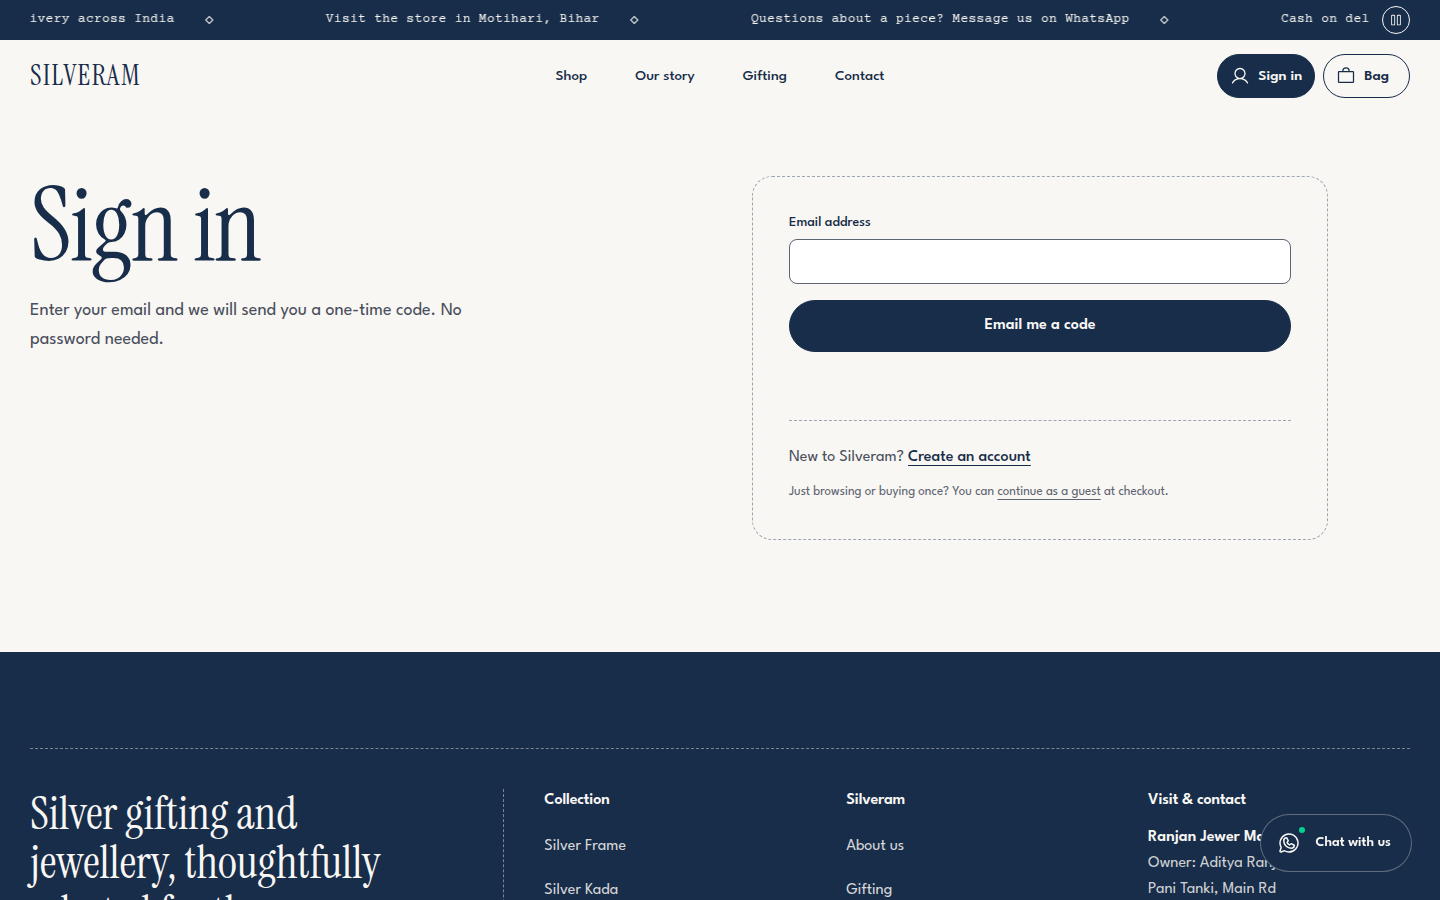 ivery across India ◇ Visit the store in Motihari, Bihar ◇ Questions about a piece? Message us on WhatsApp ◇ Cash on del
SILVERAM
Shop
Our story
Gifting
Contact
Sign in
Bag
Sign in
Enter your email and we will send you a one-time code. No
password needed.
Email address
Email me a code
New to Silveram? Create an account
Just browsing or buying once? You can continue as a guest at checkout.
Silver gifting and
jewellery, thoughtfully
Collection
Silver Frame
Silver Kada
Silveram
About us
Gifting
Visit & contact
Ranjan Jewer
Owner: Aditya
Pani Tanki, Main Rd
Chat with us